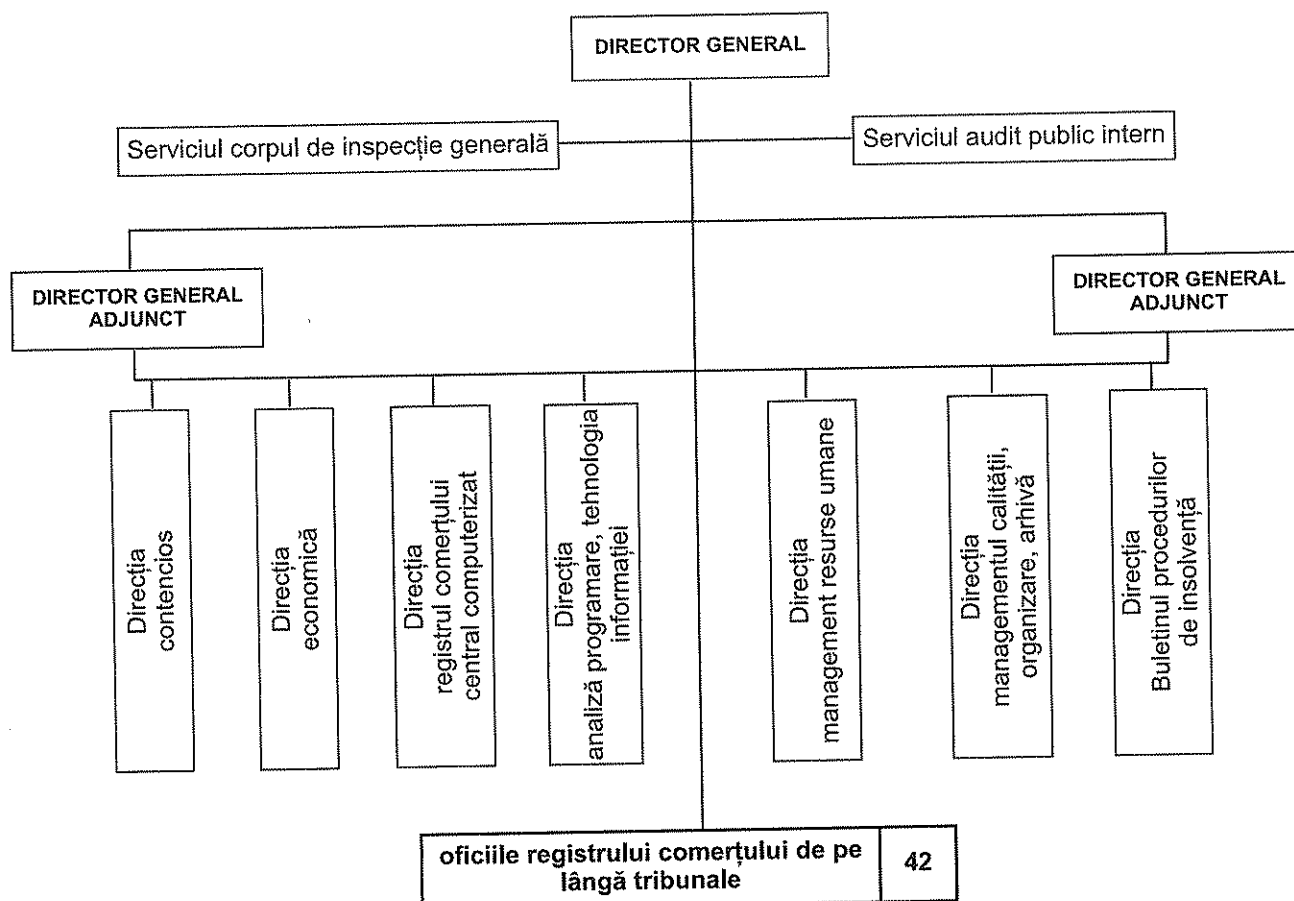 DIRECTOR GENERAL
Serviciul corpul de inspecție generală
Serviciul audit public intern
DIRECTOR GENERAL
ADJUNCT
DIRECTOR GENERAL
ADJUNCT
Direcția
contencios
Direcția
economică
Direcția
registrul comerțului
central computerizat
Direcția
analiză programare, tehnologia
informației
Direcția
management resurse umane
Direcția
managementul calității,
organizare, arhivă
Direcția
Buletinul procedurilor
de insolvență
oficiile registrului comerțului de pe
lângă tribunale
42